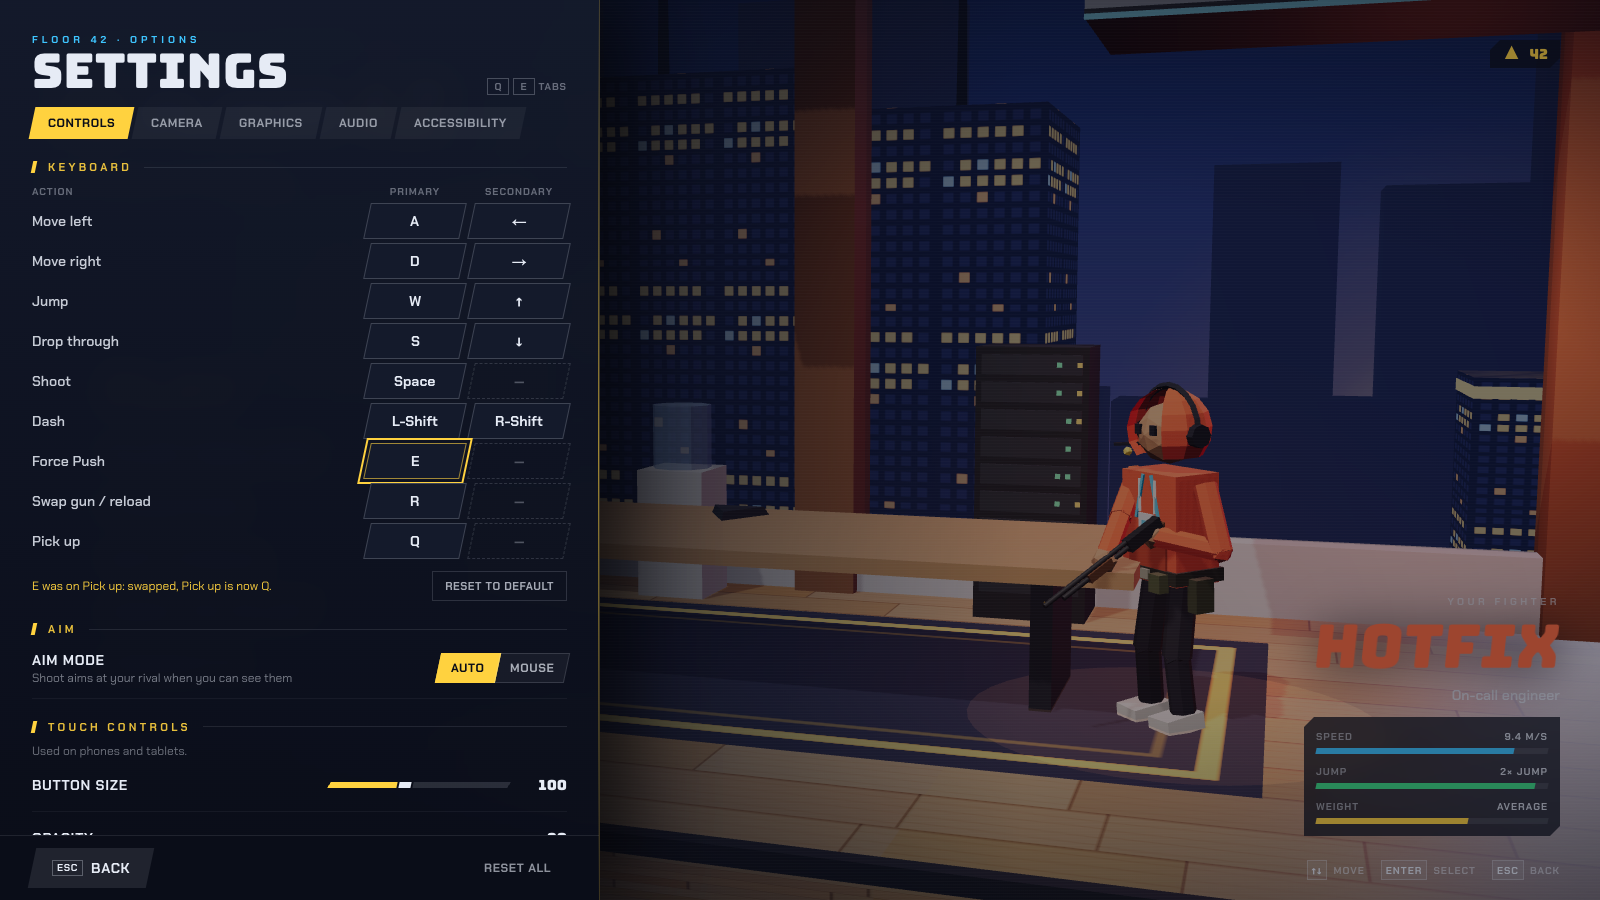 FLOOR 42 · OPTIONS
SETTINGS
Q E TABS
CONTROLS CAMERA GRAPHICS AUDIO ACCESSIBILITY
KEYBOARD
ACTION PRIMARY SECONDARY
Move left A ←
Move right D →
Jump W ↑
Drop through S ↓
Shoot Space –
Dash L-Shift R-Shift
Force Push E –
Swap gun / reload R –
Pick up Q –
E was on Pick up: swapped, Pick up is now Q.
RESET TO DEFAULT
AIM
AIM MODE
Shoot aims at your rival when you can see them
AUTO MOUSE
TOUCH CONTROLS
Used on phones and tablets.
BUTTON SIZE 100
ESC BACK
RESET ALL
42
YOUR FIGHTER
HOTFIX
On-call engineer
SPEED 9.4 M/S
JUMP 2× JUMP
WEIGHT AVERAGE
↑↓ MOVE ENTER SELECT ESC BACK